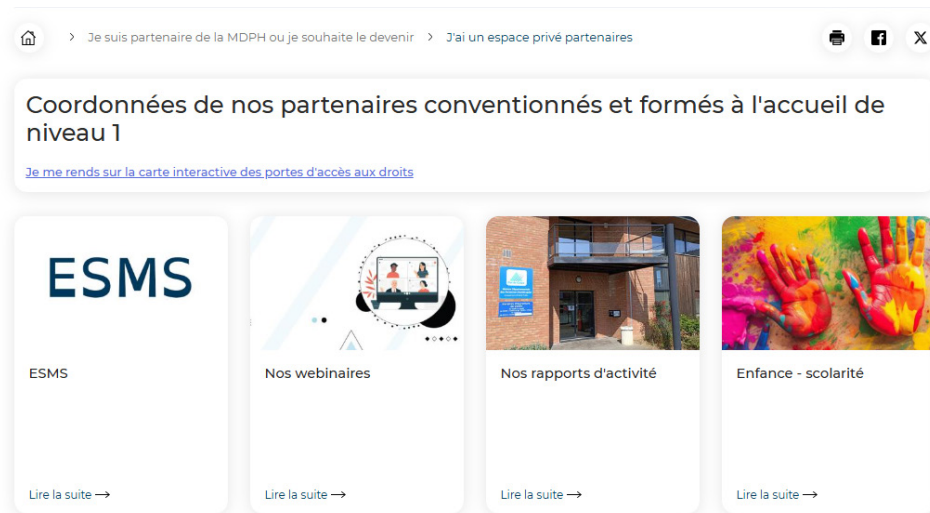 Je suis partenaire de la MDPH ou je souhaite le devenir > J'ai un espace privé partenaires
Coordonnées de nos partenaires conventionnés et formés à l'accueil de
niveau 1
Je me rends sur la carte interactive des portes d'accès aux droits
ESMS
ESMS
Nos webinaires
Nos rapports d'activité
Enfance - scolarité
Lire la suite
Lire la suite
Lire la suite
Lire la suite